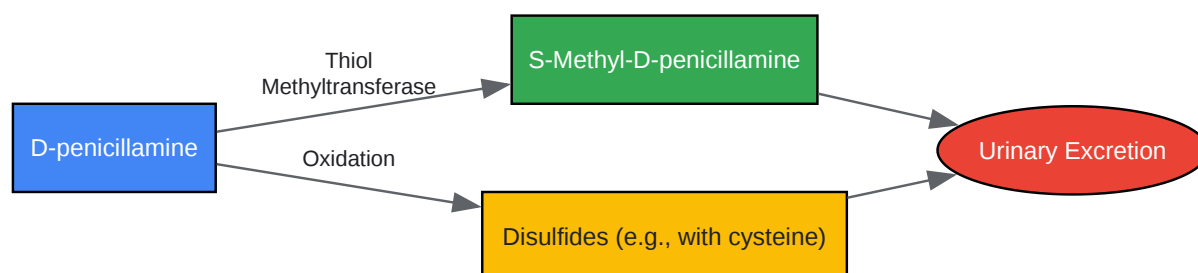 D-penicillamine
Thiol
Methyltransferase
Oxidation
S-Methyl-D-penicillamine
Disulfides (e.g., with cysteine)
Urinary Excretion